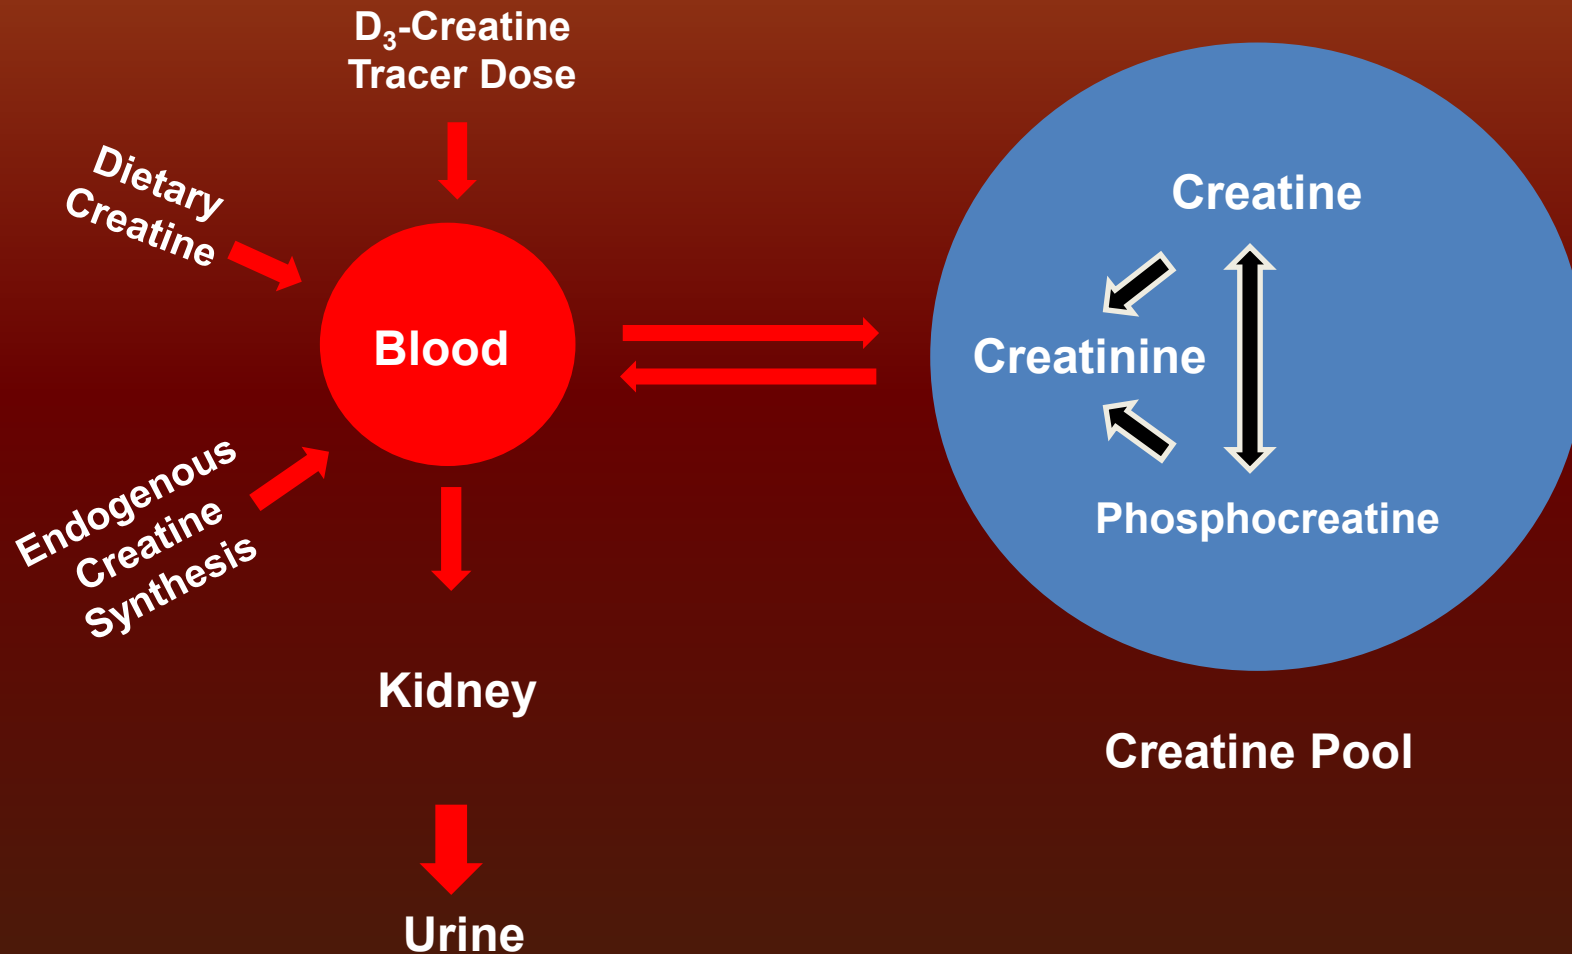 D₃-Creatine
Tracer Dose
Dietary
Creatine
Blood
Endogenous
Creatine
Synthesis
Kidney
Urine
Creatine
Creatinine
Phosphocreatine
Creatine Pool